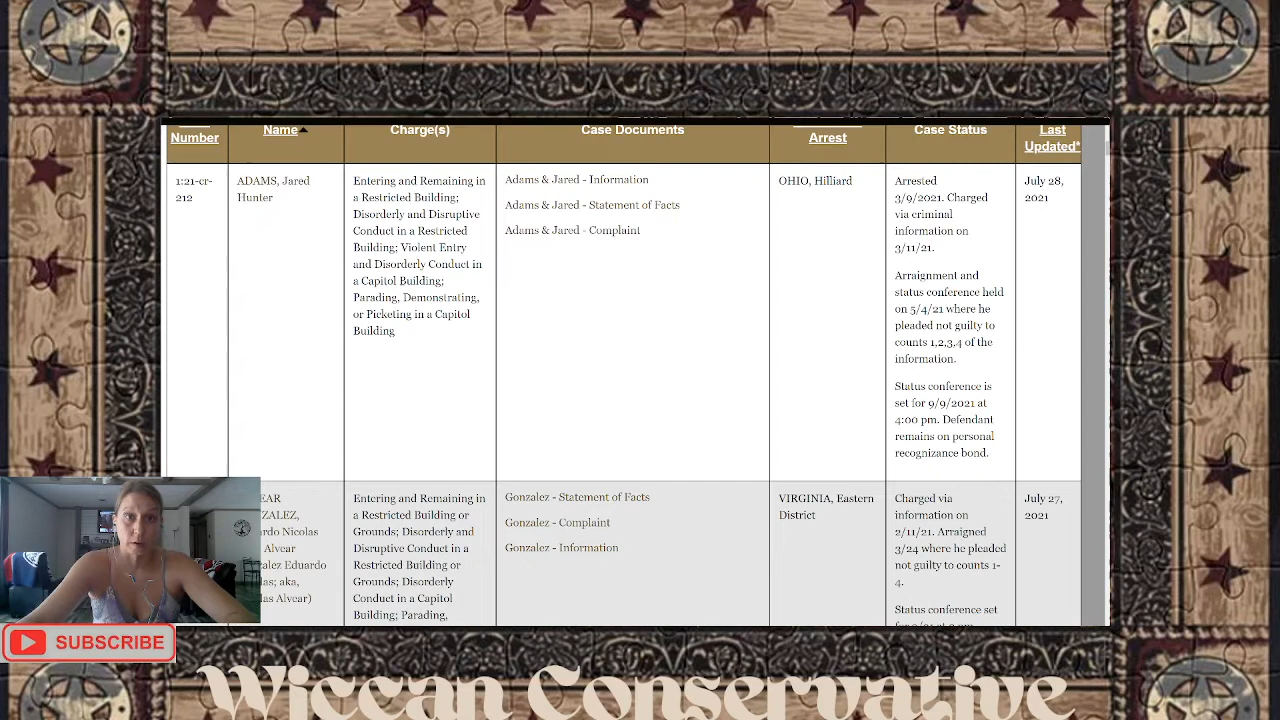 Number
Name
Charge(s)
Case Documents
Arrest
Case Status
Last
Updated*
1:21-cr-
212
ADAMS, Jared
Hunter
Entering and Remaining in
a Restricted Building;
Disorderly and Disruptive
Conduct in a Restricted
Building; Violent Entry
and Disorderly Conduct in
a Capitol Building;
Parading, Demonstrating,
or Picketing in a Capitol
Building
Adams & Jared - Information
Adams & Jared - Statement of Facts
Adams & Jared - Complaint
OHIO, Hilliard
Arrested
3/9/2021. Charged
via criminal
information on
3/11/21.
Arraignment and
status conference held
on 5/4/21 where he
pleaded not guilty to
counts 1,2,3,4 of the
information.
Status conference is
set for 9/9/2021 at
4:00 pm. Defendant
remains on personal
recognizance bond.
July 28,
2021
Nicolas
Alvear
Eduardo
aka,
Alvear)
Entering and Remaining in
a Restricted Building or
Grounds; Disorderly and
Disruptive Conduct in a
Restricted Building or
Grounds; Disorderly
Conduct in a Capitol
Building; Parading,
Gonzalez - Statement of Facts
Gonzalez - Complaint
Gonzalez - Information
VIRGINIA, Eastern
District
Charged via
information on
2/11/21. Arraigned
3/24 where he pleaded
not guilty to counts 1-
4.
Status conference set
July 27,
2021
SUBSCRIBE
Wiccan Conservative